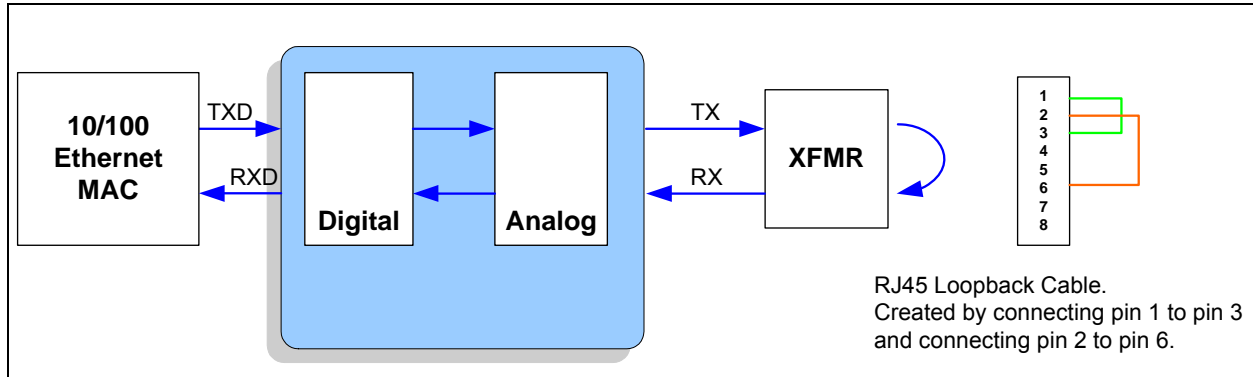 10/100
Ethernet
MAC
TXD
RXD
Digital
Analog
TX
RX
XFMR
1
2
3
4
5
6
7
8
RJ45 Loopback Cable.
Created by connecting pin 1 to pin 3
and connecting pin 2 to pin 6.